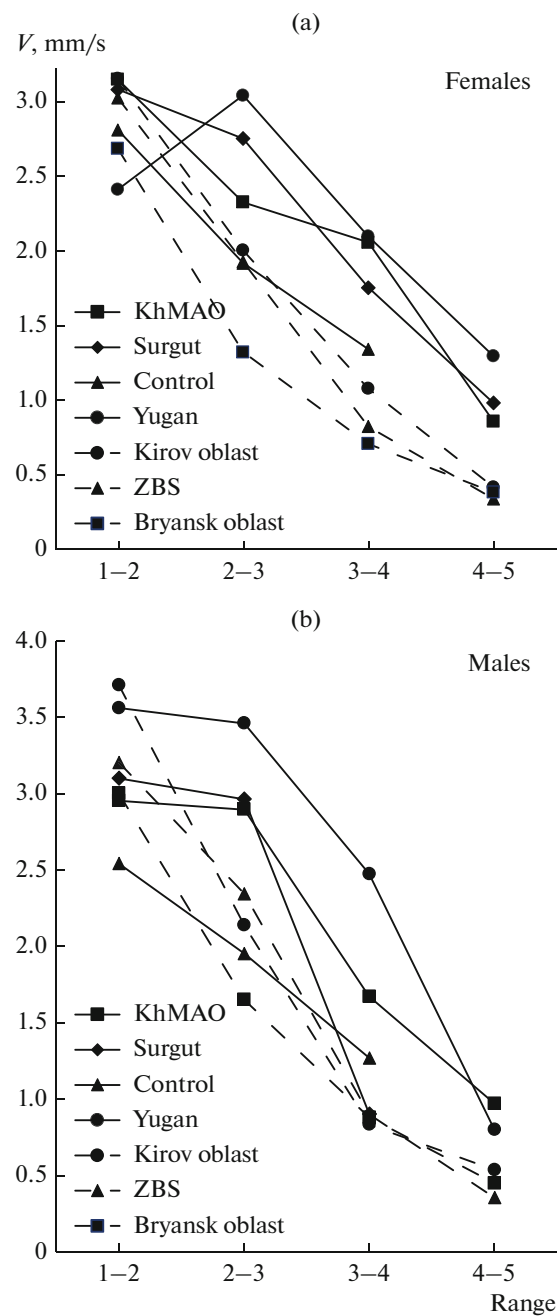 (a)
V, mm/s
Females
3.0
2.5
2.0
1.5
1.0
0.5
0
KhMAO
Surgut
Control
Yugan
Kirov oblast
ZBS
Bryansk oblast
1–2 2–3 3–4 4–5
(b)
Males
4.0
3.5
3.0
2.5
2.0
1.5
1.0
0.5
0
KhMAO
Surgut
Control
Yugan
Kirov oblast
ZBS
Bryansk oblast
1–2 2–3 3–4 4–5
Range